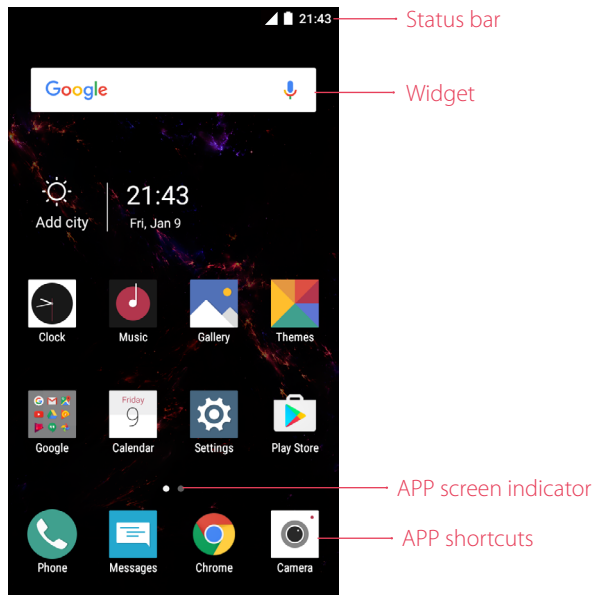 21:43
Status bar
Google
Widget
21:43
Add city
Fri, Jan 9
Clock
Music
Gallery
Themes
Friday
9
Google
Calendar
Settings
Play Store
APP screen indicator
APP shortcuts
Phone
Messages
Chrome
Camera